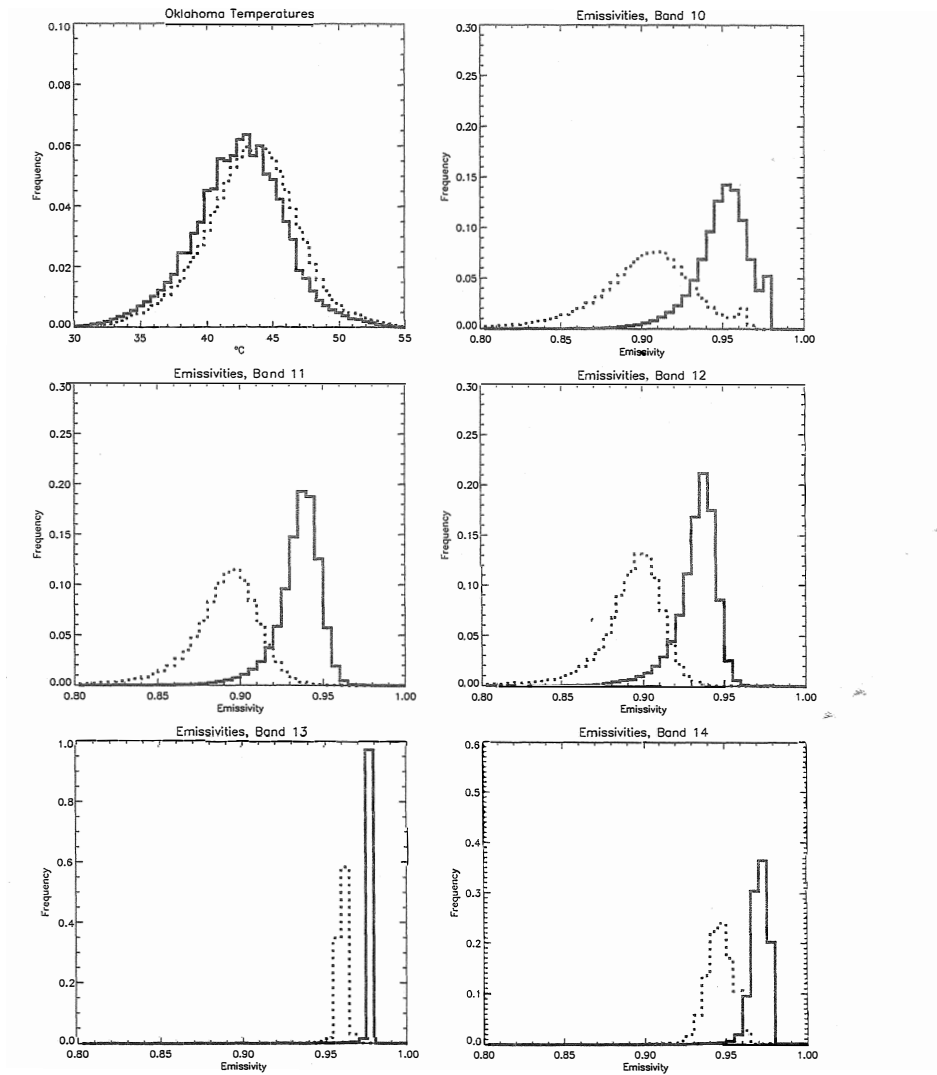 Oklahoma Temperatures
0.10
0.08
0.06
0.04
0.02
0.00
Frequency
30 35 40 45 50 55
°C
Emissivities, Band 10
0.30
0.25
0.20
0.15
0.10
0.05
0.00
Frequency
0.80 0.85 0.90 0.95 1.00
Emissivity
Emissivities, Band 11
0.30
0.25
0.20
0.15
0.10
0.05
0.00
Frequency
0.80 0.85 0.90 0.95 1.00
Emissivity
Emissivities, Band 12
0.30
0.25
0.20
0.15
0.10
0.05
0.00
Frequency
0.80 0.85 0.90 0.95 1.00
Emissivity
Emissivities, Band 13
1.0
0.8
0.6
0.4
0.2
0.0
Frequency
0.80 0.85 0.90 0.95 1.00
Emissivity
Emissivities, Band 14
0.6
0.5
0.4
0.3
0.2
0.1
0.0
Frequency
0.80 0.85 0.90 0.95 1.00
Emissivity